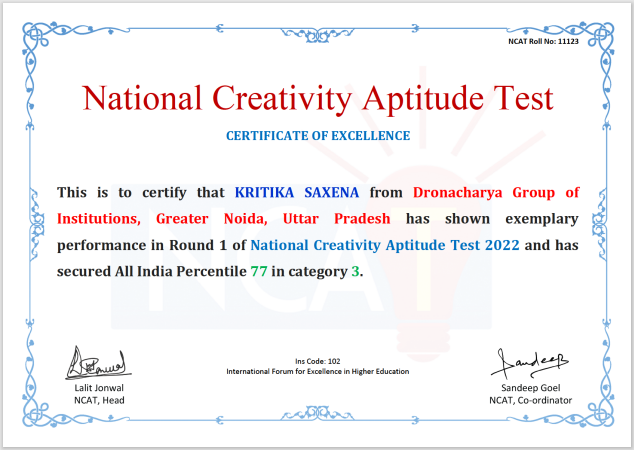 NCAT Roll No: 11123
National Creativity Aptitude Test
CERTIFICATE OF EXCELLENCE
This is to certify that KRITIKA SAXENA from Dronacharya Group of
Institutions, Greater Noida, Uttar Pradesh has shown exemplary
performance in Round 1 of National Creativity Aptitude Test 2022 and has
secured All India Percentile 77 in category 3.
NCAT
Ins Code: 102
International Forum for Excellence in Higher Education
Lalit Jonwal
NCAT, Head
Sandeep
Sandeep Goel
NCAT, Co-ordinator